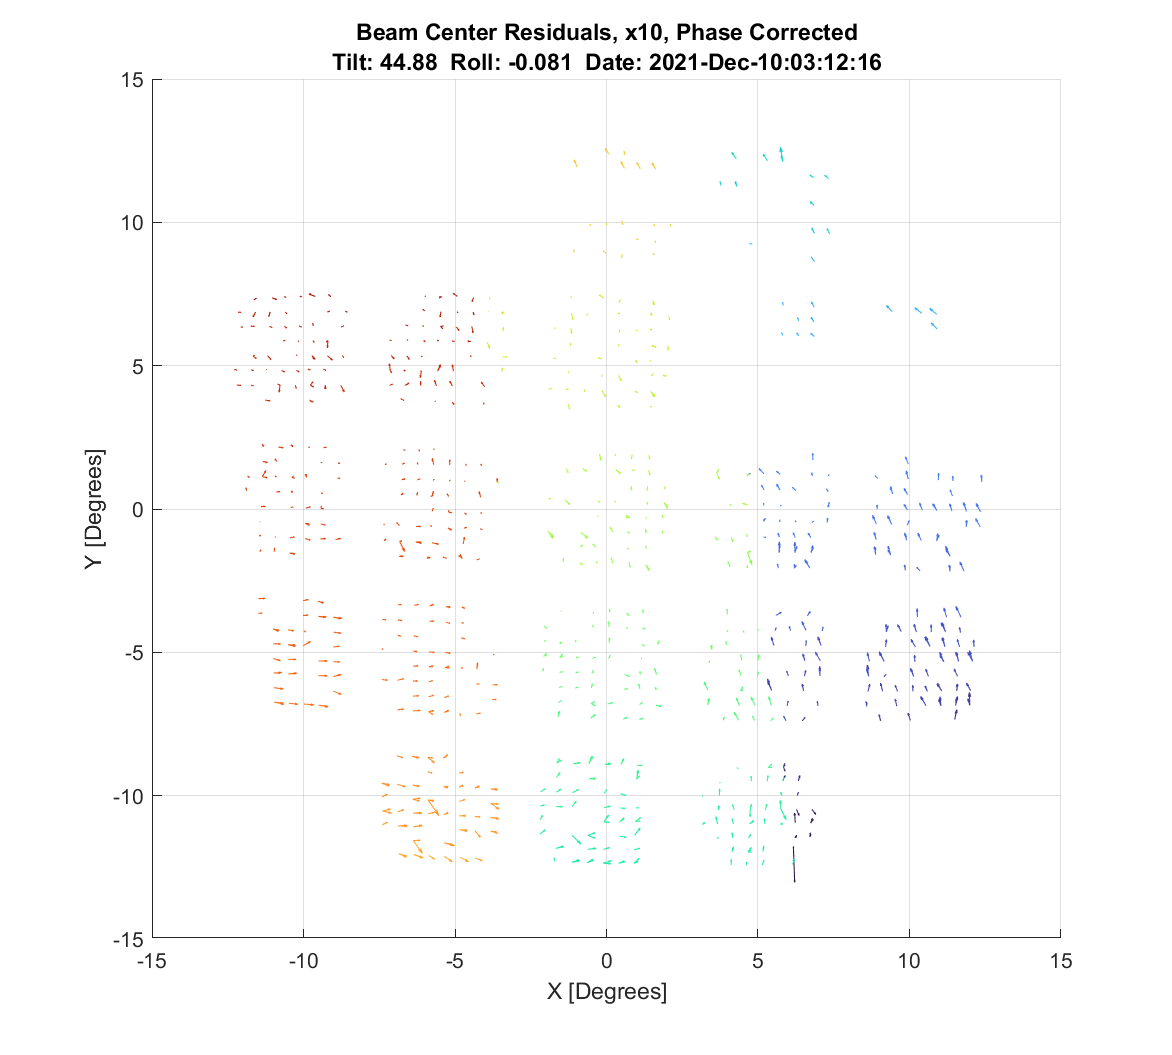 Beam Center Residuals, x10, Phase Corrected
Tilt: 44.88 Roll: -0.081 Date: 2021-Dec-10:03:12:16
15
10
5
0
-5
-10
-15
Y [Degrees]
-15 -10 -5 0 5 10 15
X [Degrees]